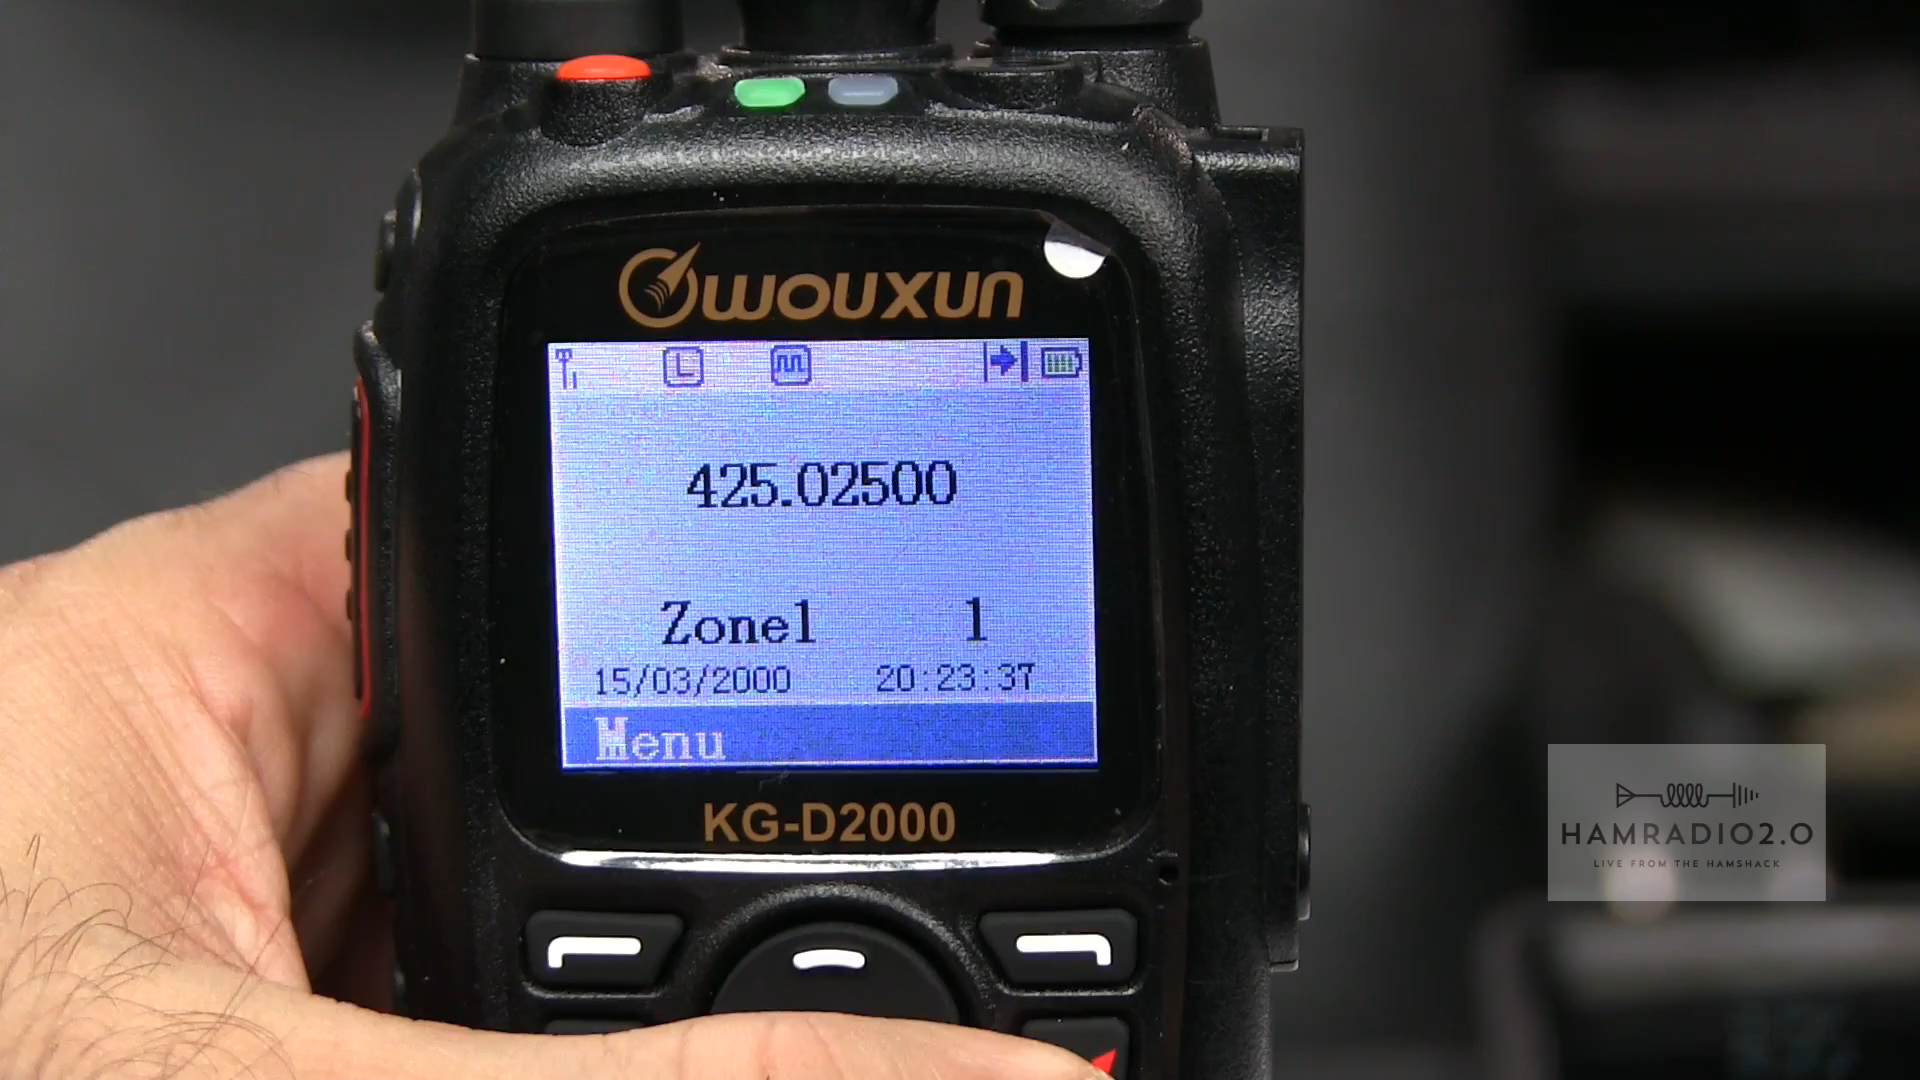 WOUXUN
L
425.02500
Zone1 1
15/03/2000 20:23:37
Menu
KG-D2000
HAMRADIO2.0
LIVE FROM THE HAMSHACK